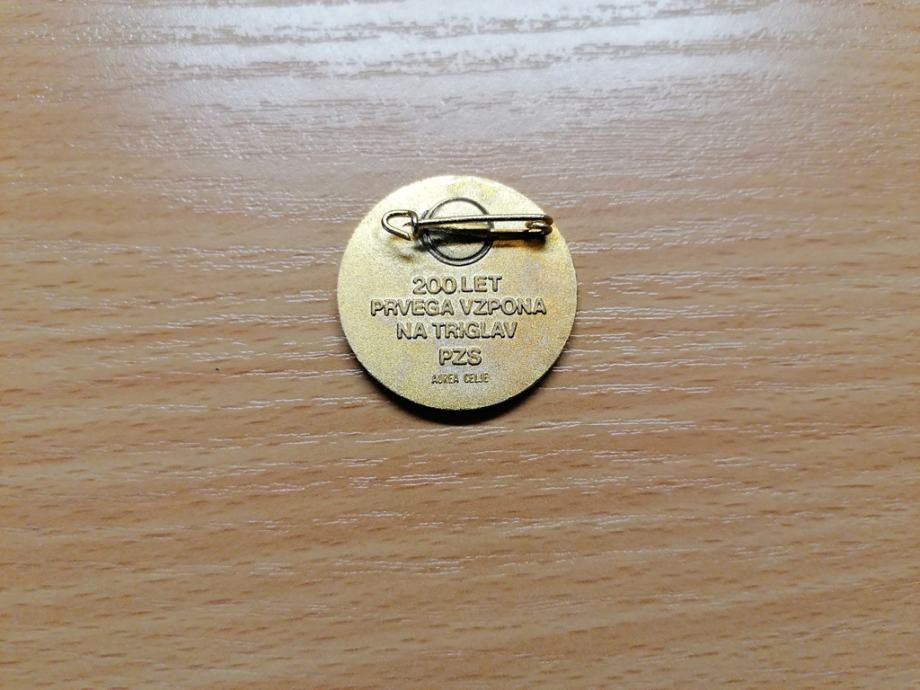 200 LET
PRVEGA VZPONA
NA TRIGLAV
PZS
AUREA CELJE